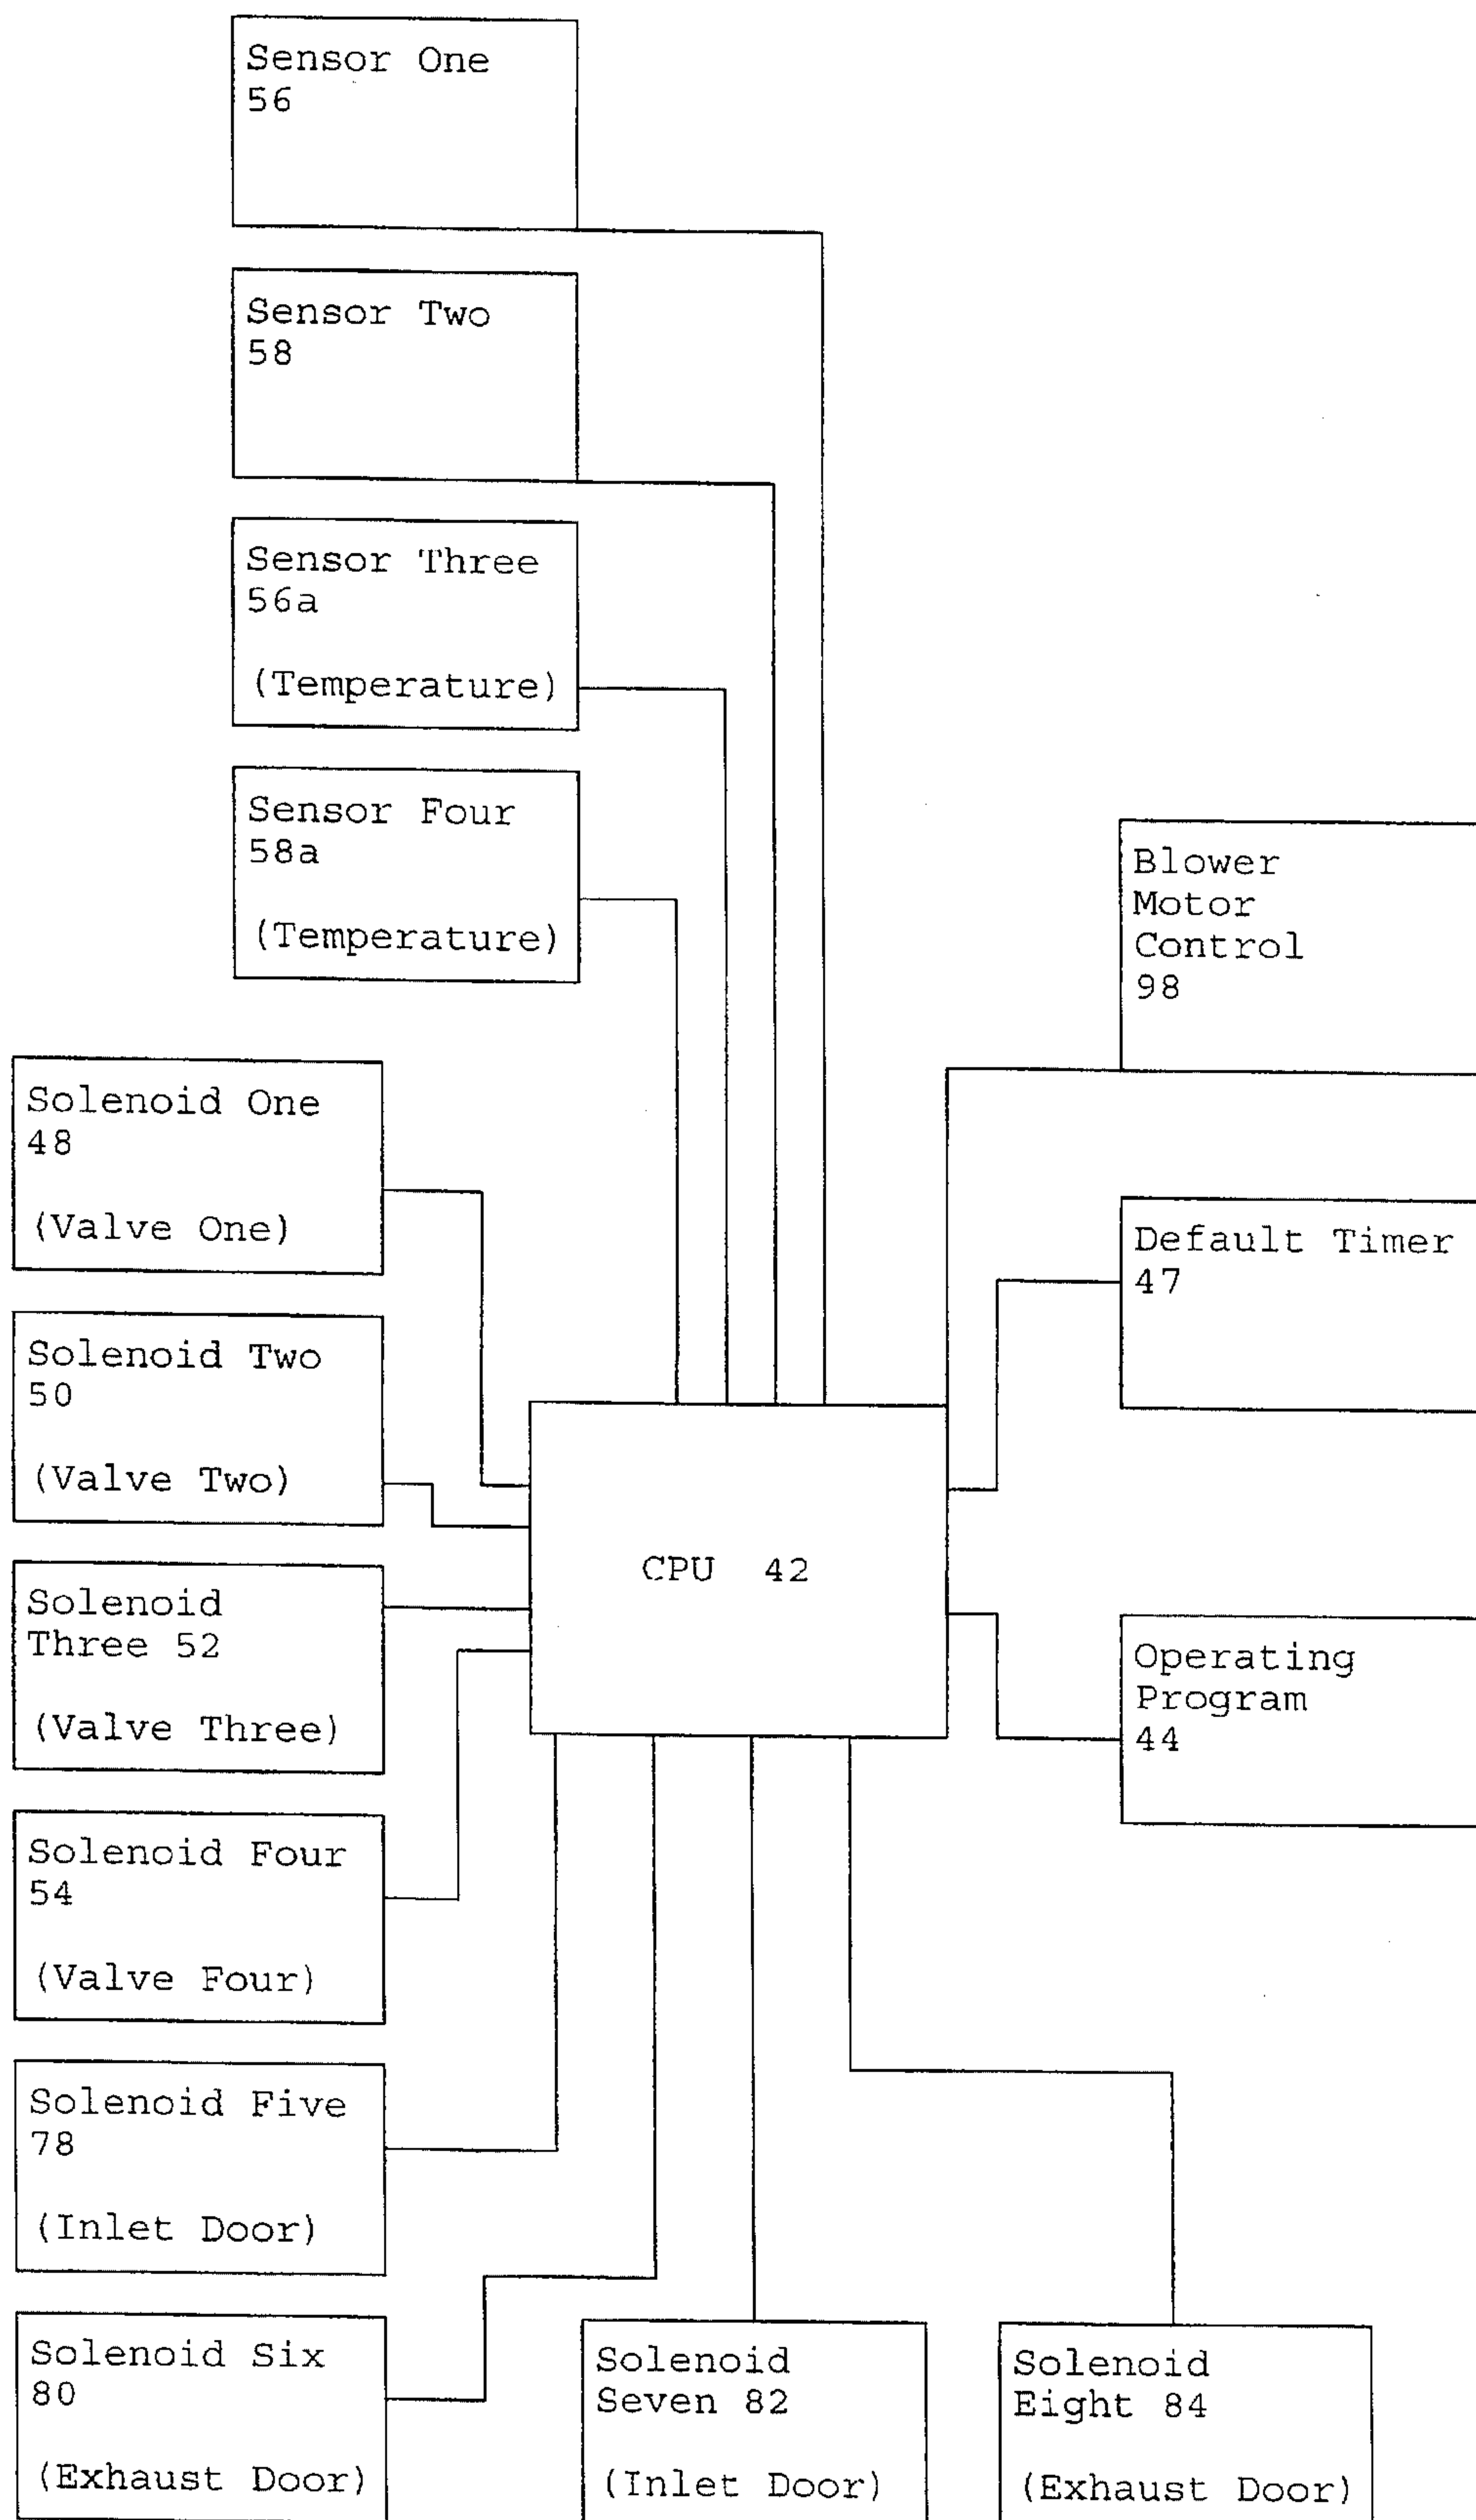 Sensor One
56
Sensor Two
58
Sensor Three
56a
(Temperature)
Sensor Four
58a
(Temperature)
Blower
Motor
Control
98
Solenoid One
48
(Valve One)
Default Timer
47
Solenoid Two
50
(Valve Two)
CPU 42
Solenoid
Three 52
(Valve Three)
Operating
Program
44
Solenoid Four
54
(Valve Four)
Solenoid Five
78
(Inlet Door)
Solenoid Six
80
(Exhaust Door)
Solenoid
Seven 82
(Inlet Door)
Solenoid
Eight 84
(Exhaust Door)